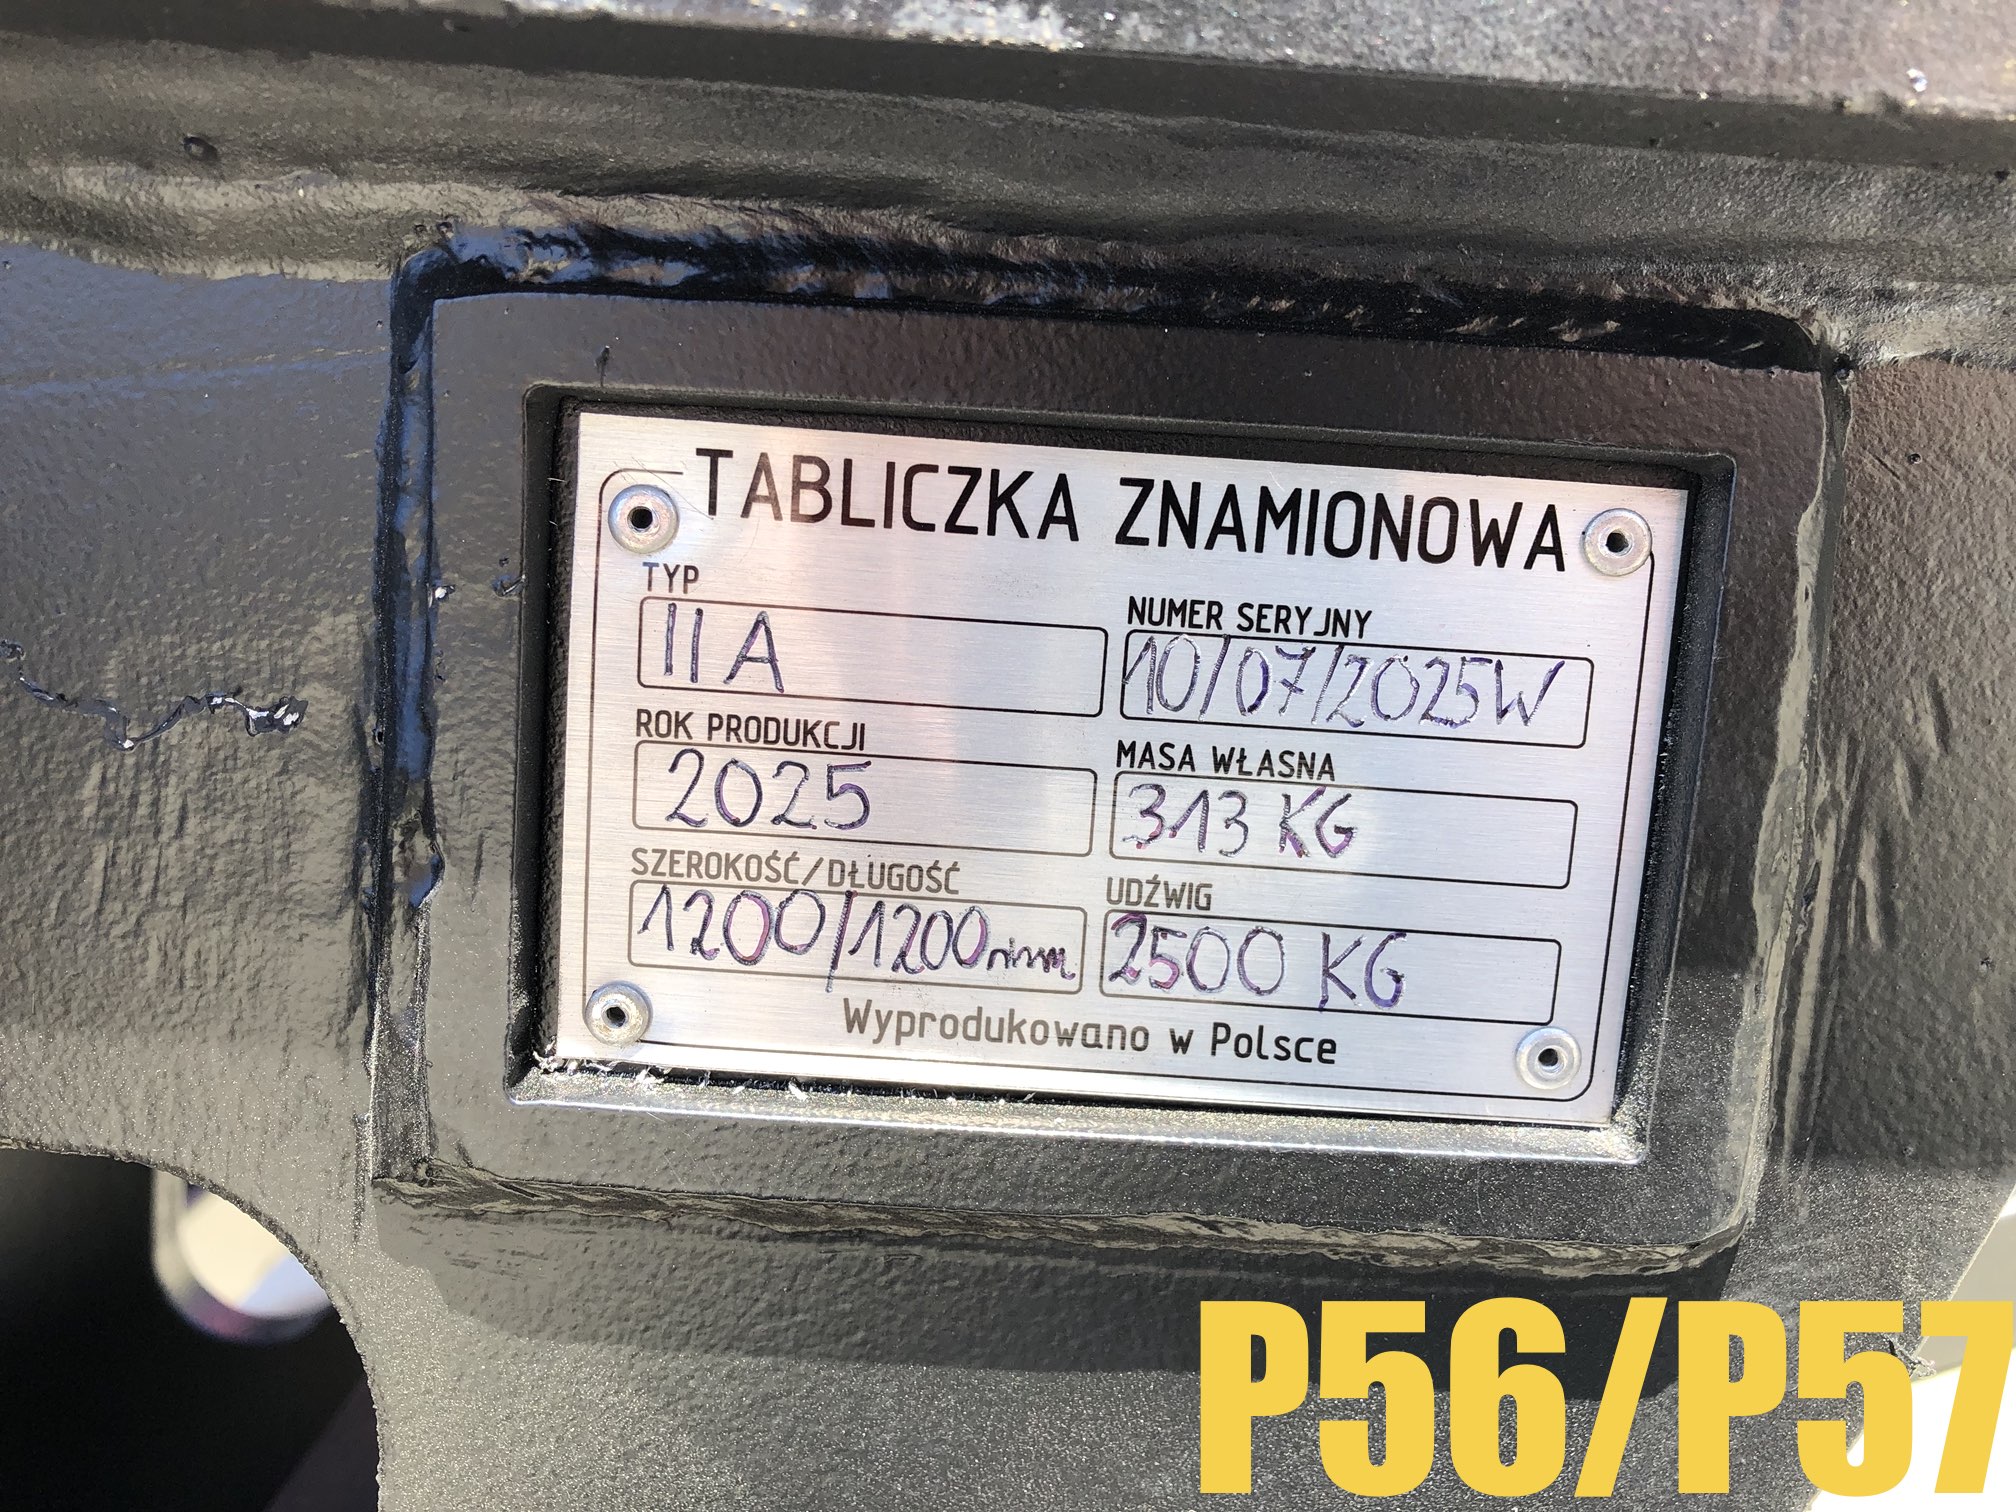 TABLICZKA ZNAMIONOWA
TYP
II A
NUMER SERYJNY
10/07/2025W
ROK PRODUKCJI
2025
MASA WŁASNA
313 KG
SZEROKOŚĆ/DŁUGOŚĆ
1200/1200mm
UDŹWIG
2500 KG
Wyprodukowano w Polsce
P56/P57